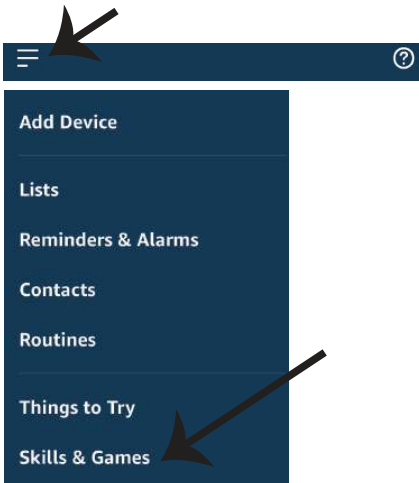 ?
Add Device
Lists
Reminders & Alarms
Contacts
Routines
Things to Try
Skills & Games